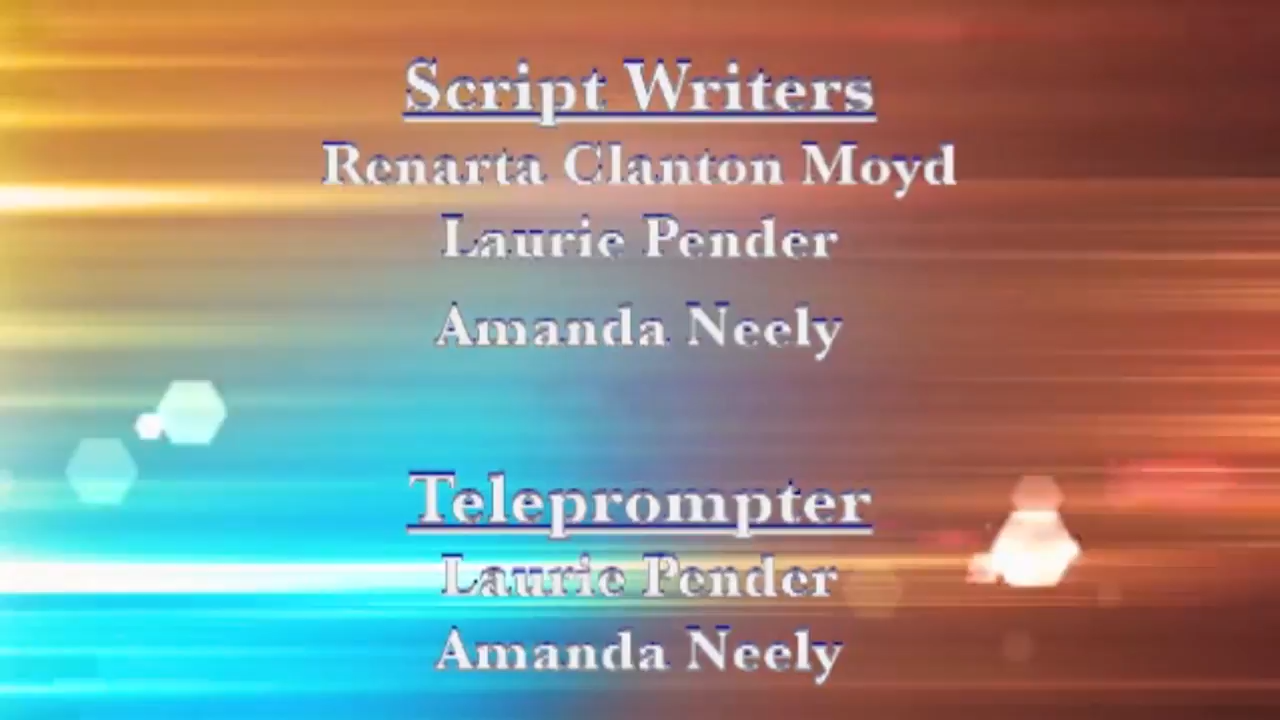 Script Writers
Renarta Clanton Moyd
Laurie Pender
Amanda Neely
Teleprompter
Laurie Pender
Amanda Neely